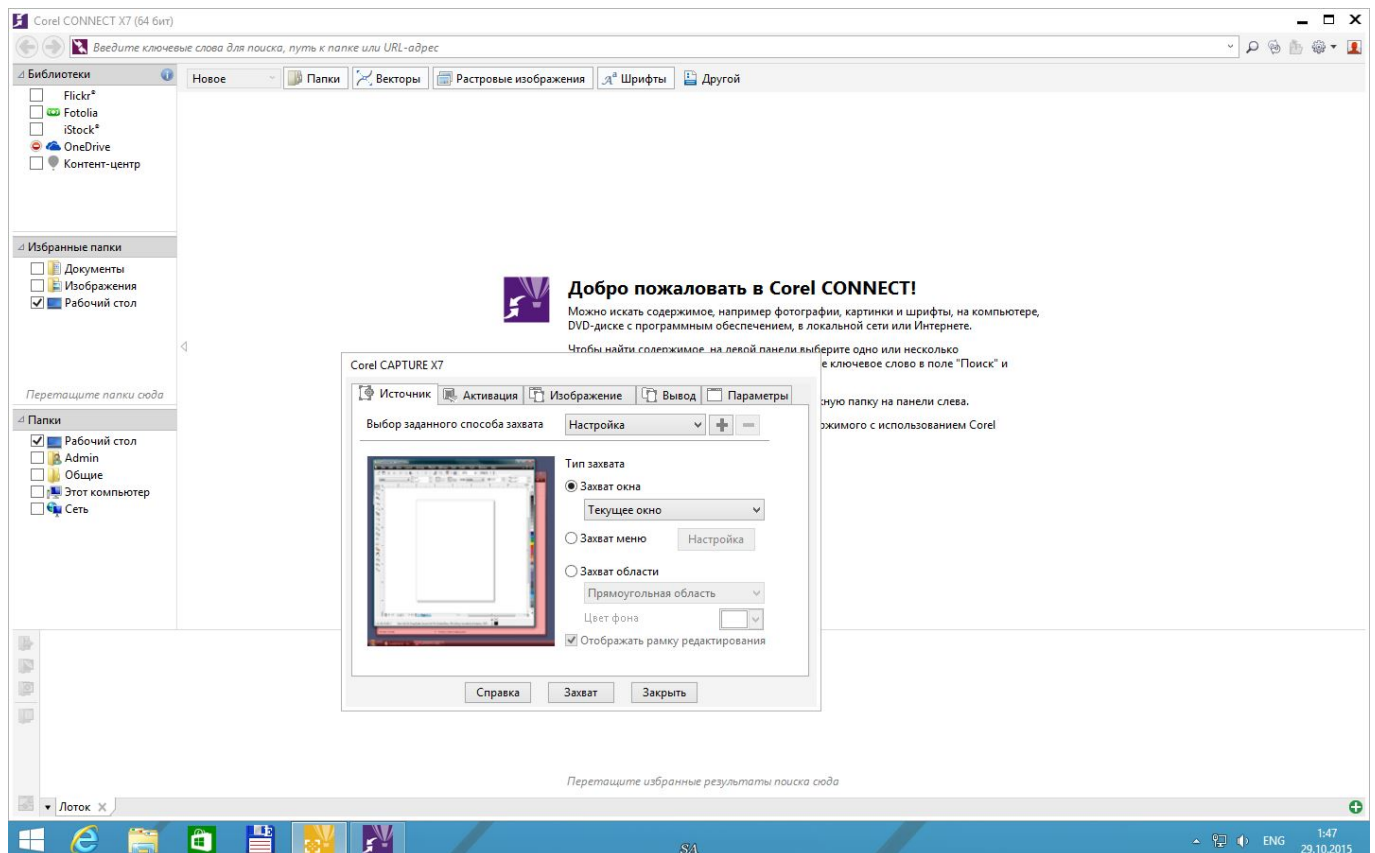 Corel CONNECT X7 (64 бит)
Введите ключевые слова для поиска, путь к папке или URL-адрес
Библиотеки
Новое
Папки
Векторы
Растровые изображения
Шрифты
Другой
Flickr®
Fotolia
iStock®
OneDrive
Контент-центр
Избранные папки
Документы
Изображения
Рабочий стол
Перетащите папки сюда
Папки
Рабочий стол
Admin
Общие
Этот компьютер
Сеть
Добро пожаловать в Corel CONNECT!
Можно искать содержимое, например фотографии, картинки и шрифты, на компьютере,
DVD-диске с программным обеспечением, в локальной сети или Интернете.
Чтобы найти содержимое, на левой панели выберите одно или несколько
е ключевое слово в поле "Поиск" и
ную папку на панели слева.
ожимого с использованием Corel
Corel CAPTURE X7
Источник
Активация
Изображение
Вывод
Параметры
Выбор заданного способа захвата
Настройка
Тип захвата
Захват окна
Текущее окно
Захват меню
Настройка
Захват области
Прямоугольная область
Цвет фона
Отображать рамку редактирования
Справка
Захват
Закрыть
Перетащите избранные результаты поиска сюда
Лоток
SA
ENG
1:47
29.10.2015